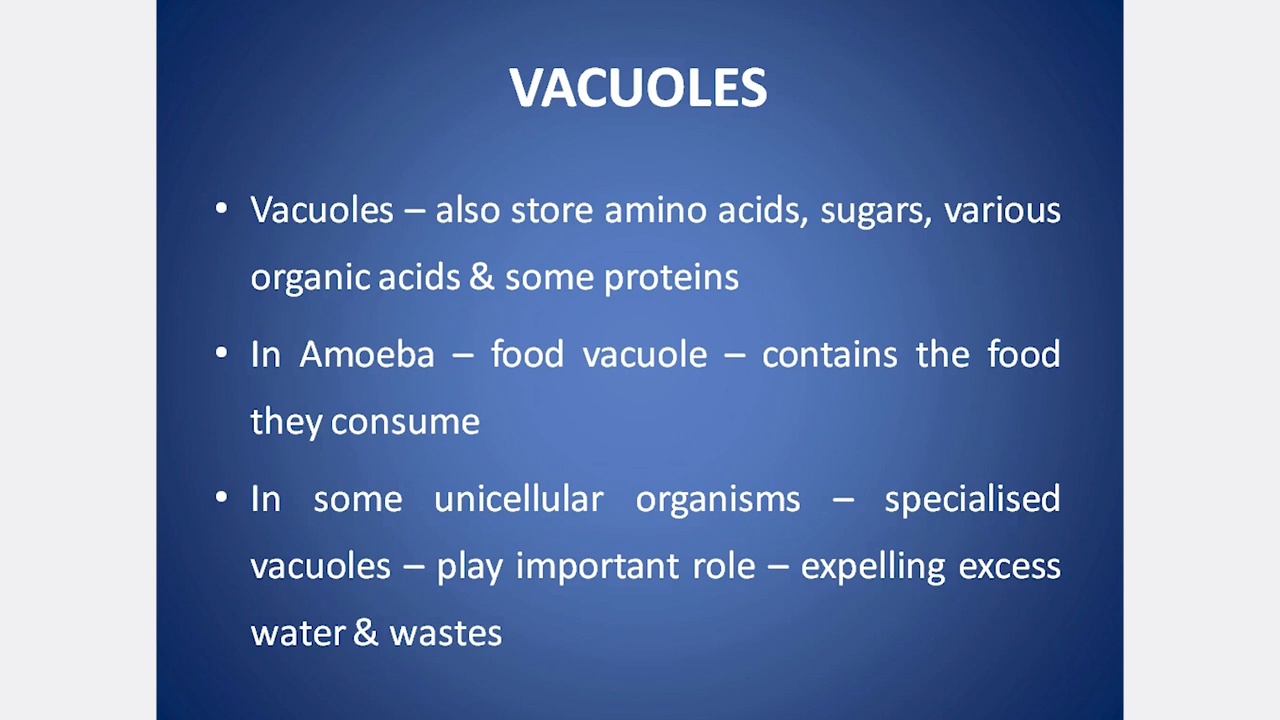 VACUOLES
• Vacuoles – also store amino acids, sugars, various
organic acids & some proteins
• In Amoeba – food vacuole – contains the food
they consume
• In some unicellular organisms – specialised
vacuoles – play important role – expelling excess
water & wastes